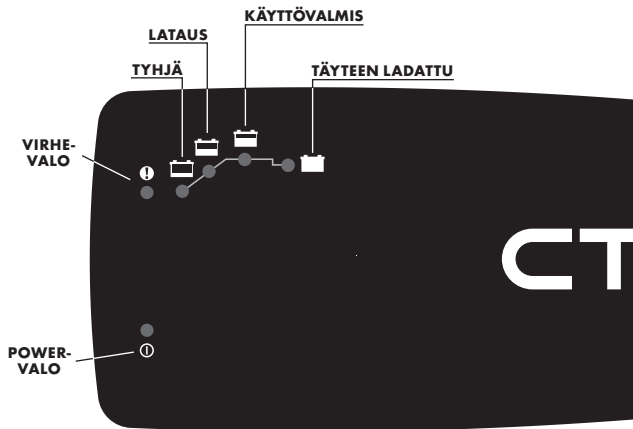 KÄYTTÖVALMIS
LATAUS
TYHJÄ
TÄYTEEN LADATTU
VIRHE-
VALO
!
CT
POWER-
VALO